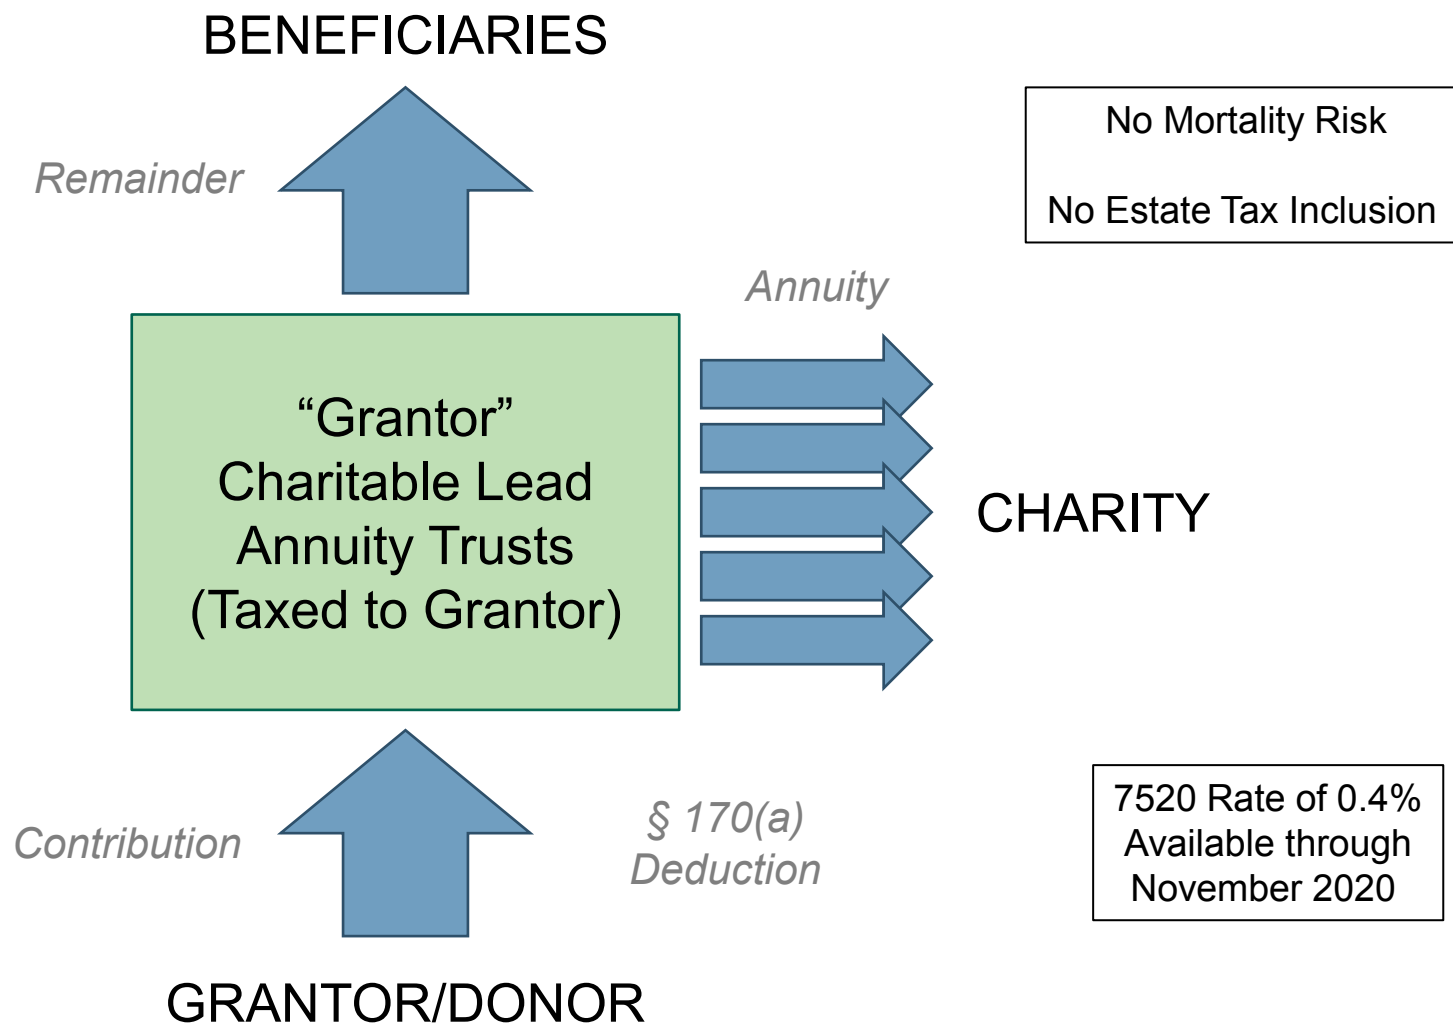 BENEFICIARIES
Remainder
No Mortality Risk
No Estate Tax Inclusion
Annuity
“Grantor”
Charitable Lead
Annuity Trusts
(Taxed to Grantor)
CHARITY
Contribution
§ 170(a)
Deduction
7520 Rate of 0.4%
Available through
November 2020
GRANTOR/DONOR